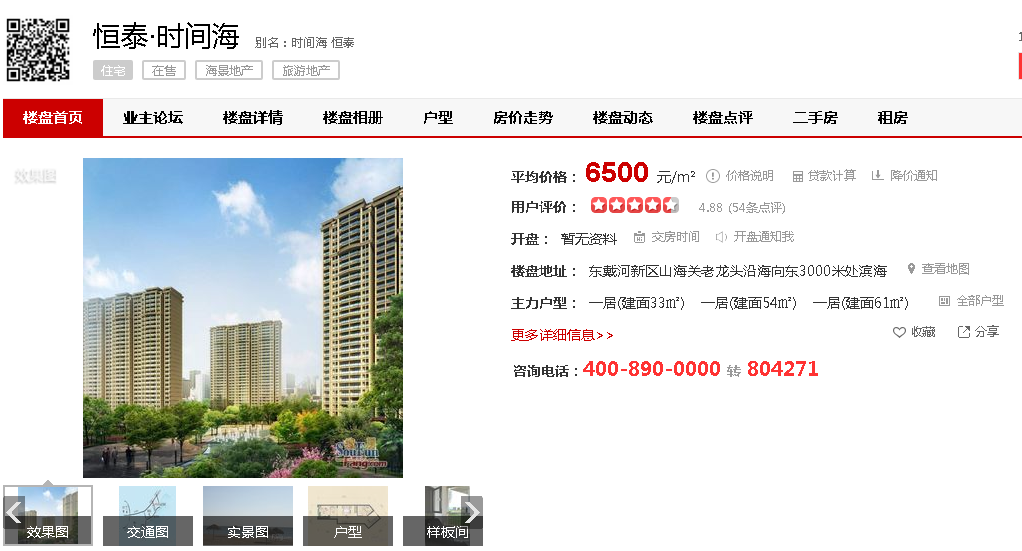 恒泰·时间海 别名：时间海 恒泰
住宅 在售 海景地产 旅游地产
楼盘首页 业主论坛 楼盘详情 楼盘相册 户型 房价走势 楼盘动态 楼盘点评 二手房 租房
效果图
平均价格： 6500 元/m² 价格说明 贷款计算 降价通知
用户评价： 4.88 (54条点评)
开盘： 暂无资料 交房时间 开盘通知我
楼盘地址： 东戴河新区山海关老龙头沿海向东3000米处滨海 查看地图
主力户型： 一居(建面33㎡) 一居(建面54㎡) 一居(建面61㎡) 全部户型
更多详细信息>> 收藏 分享
咨询电话：400-890-0000 转 804271
SouFun
Fang.com
效果图 交通图 实景图 户型 样板间